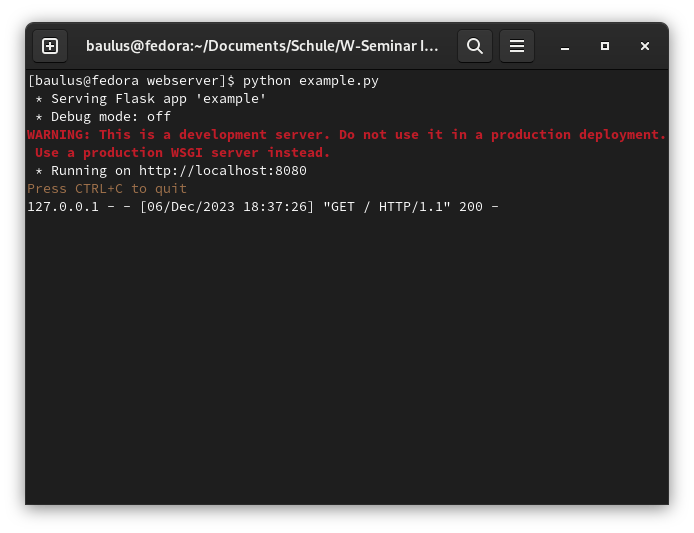 baulus@fedora:~/Documents/Schule/W-Seminar I…
[baulus@fedora webserver]$ python example.py
 * Serving Flask app 'example'
 * Debug mode: off
WARNING: This is a development server. Do not use it in a production deployment.
 Use a production WSGI server instead.
 * Running on http://localhost:8080
Press CTRL+C to quit
127.0.0.1 - - [06/Dec/2023 18:37:26] "GET / HTTP/1.1" 200 -